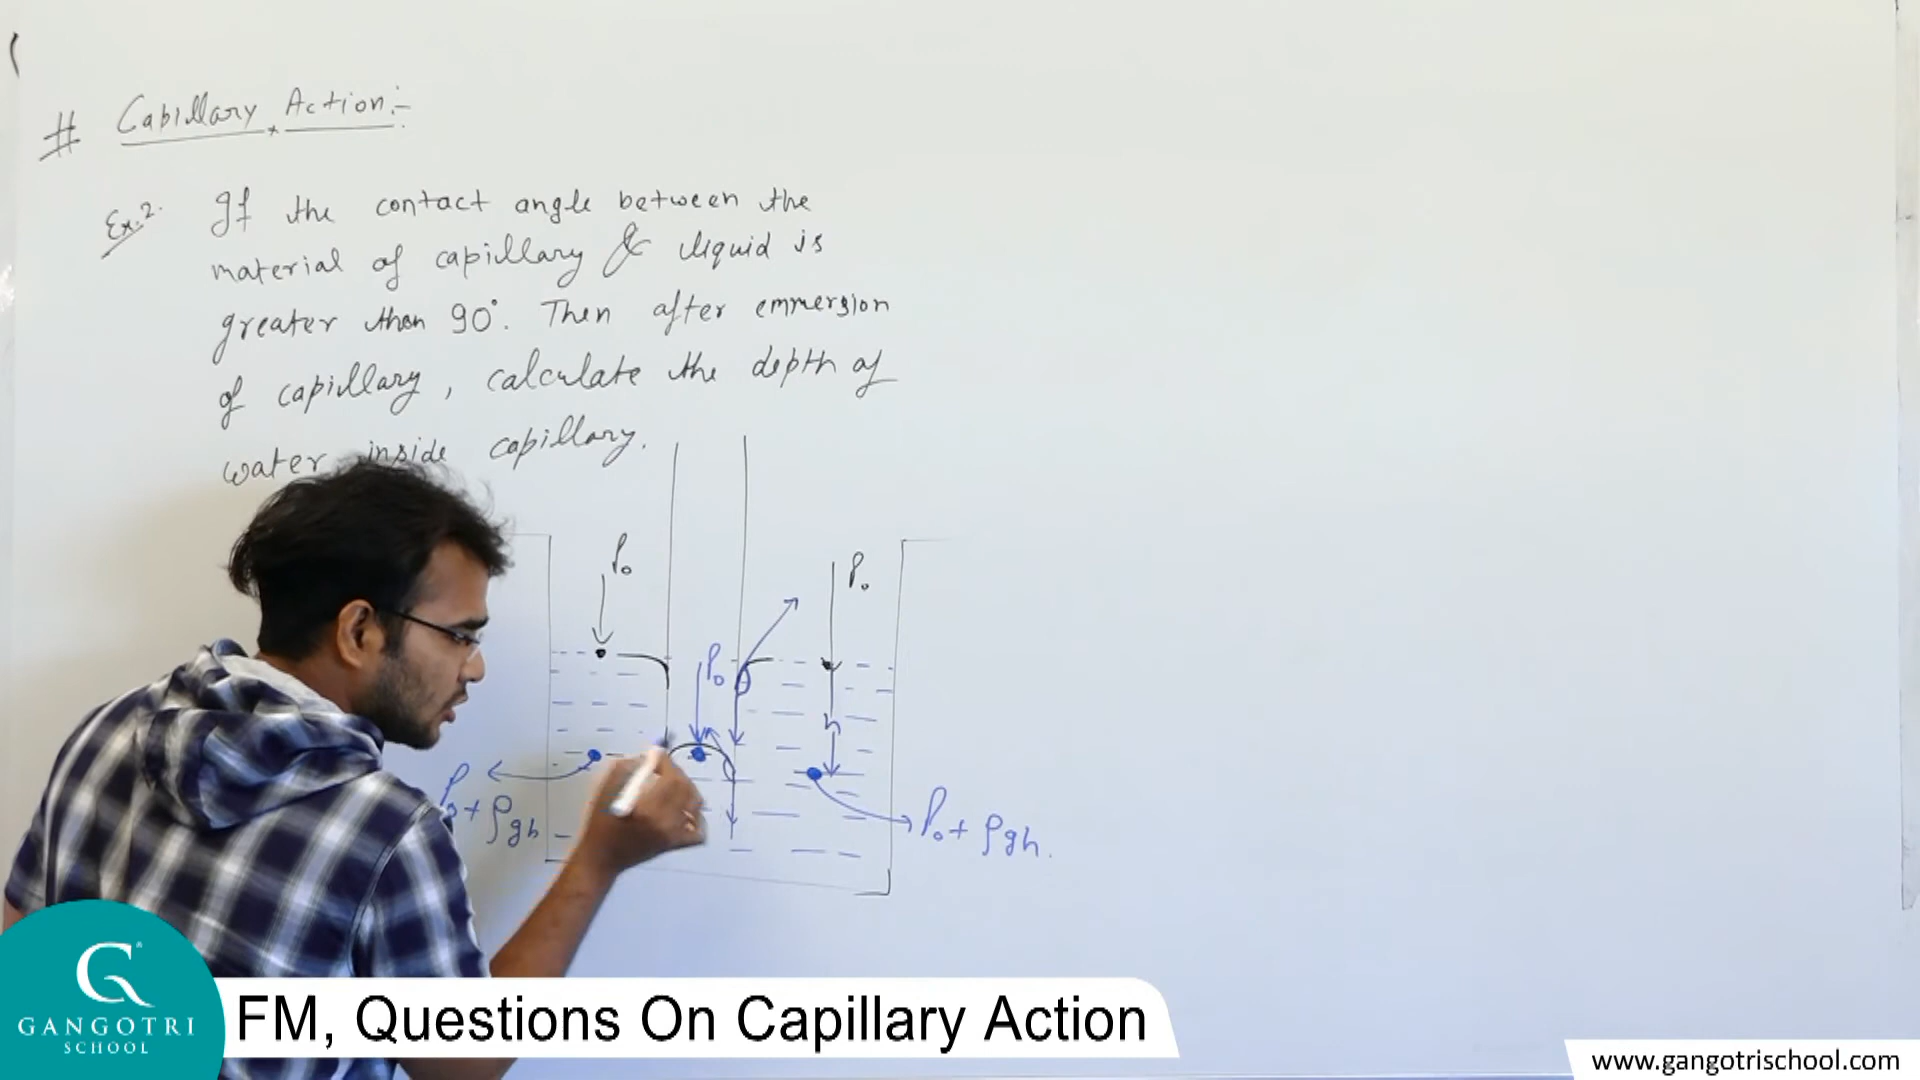 # Capillary Action:-
Ex.2. If the contact angle between the
material of capillary & liquid is
greater than 90°. Then after emmersion
of capillary, calculate the depth of
water inside capillary.
P₀
P₀
P₀
θ
h
P₀ + ρgh
P₀ + ρgh.
G
GANGOTRI
SCHOOL
FM, Questions On Capillary Action
www.gangotrischool.com